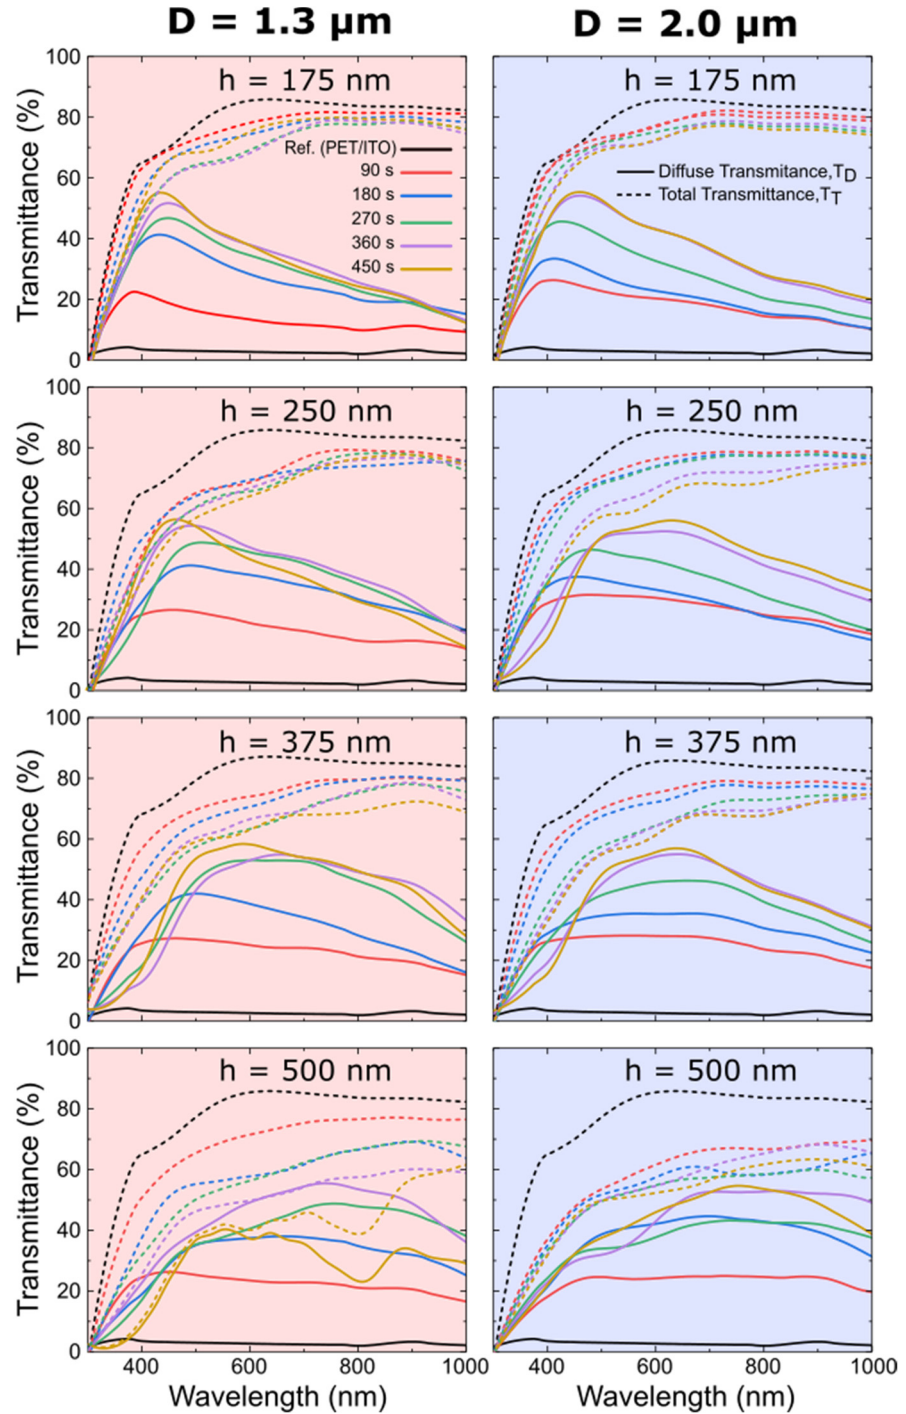 D = 1.3 µm
D = 2.0 µm
100
80
60
40
20
0
Transmittance (%)
h = 175 nm
Ref. (PET/ITO)
90 s
180 s
270 s
360 s
450 s
h = 175 nm
Diffuse Transmitance,TD
Total Transmittance,TT
100
80
60
40
20
0
Transmittance (%)
h = 250 nm
h = 250 nm
100
80
60
40
20
0
Transmittance (%)
h = 375 nm
h = 375 nm
100
80
60
40
20
0
Transmittance (%)
h = 500 nm
h = 500 nm
400 600 800 1000 400 600 800 1000
Wavelength (nm) Wavelength (nm)